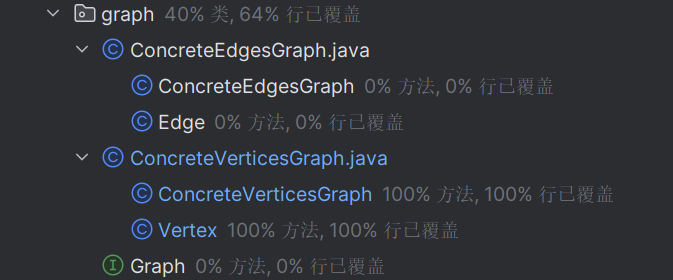 graph 40% 类, 64% 行已覆盖
ConcreteEdgesGraph.java
ConcreteEdgesGraph 0% 方法, 0% 行已覆盖
Edge 0% 方法, 0% 行已覆盖
ConcreteVerticesGraph.java
ConcreteVerticesGraph 100% 方法, 100% 行已覆盖
Vertex 100% 方法, 100% 行已覆盖
Graph 0% 方法, 0% 行已覆盖